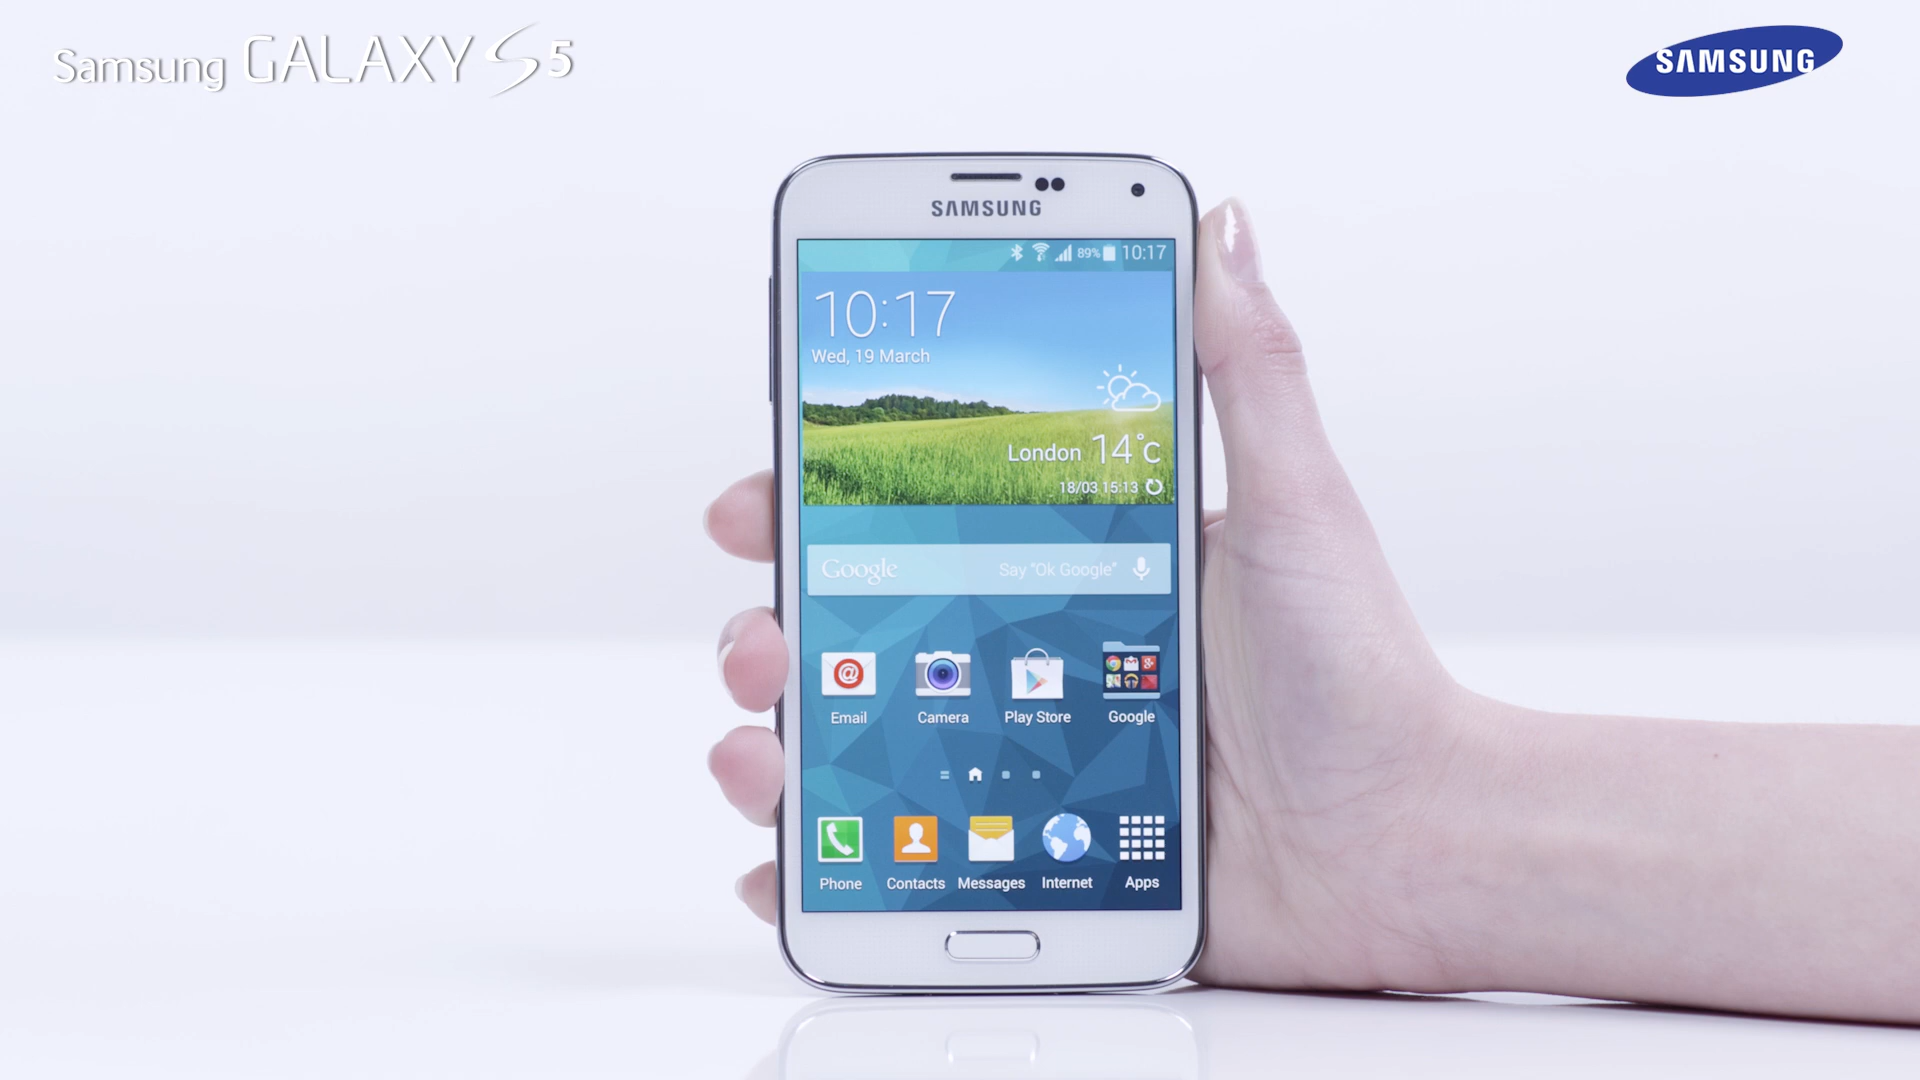 Samsung GALAXY S5
SAMSUNG
SAMSUNG
89% 10:17
10:17
Wed, 19 March
London 14°C
18/03 15:13
Google Say "Ok Google"
Email Camera Play Store Google
Phone Contacts Messages Internet Apps